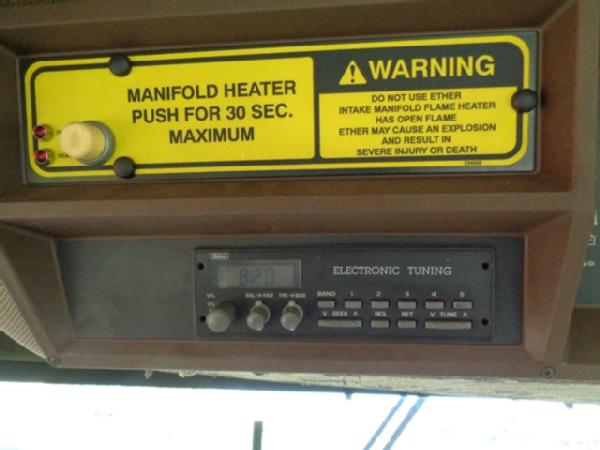 MANIFOLD HEATER
PUSH FOR 30 SEC.
MAXIMUM
WARNING
DO NOT USE ETHER
INTAKE MANIFOLD FLAME HEATER
HAS OPEN FLAME
ETHER MAY CAUSE AN EXPLOSION
AND RESULT IN
SEVERE INJURY OR DEATH
8:20
ELECTRONIC TUNING
VOL BAL→FAD TRE→BAS
BAND 1 2 3 4 5
∨ SEEK ∧ RCL SET ∨ TUNE ∧